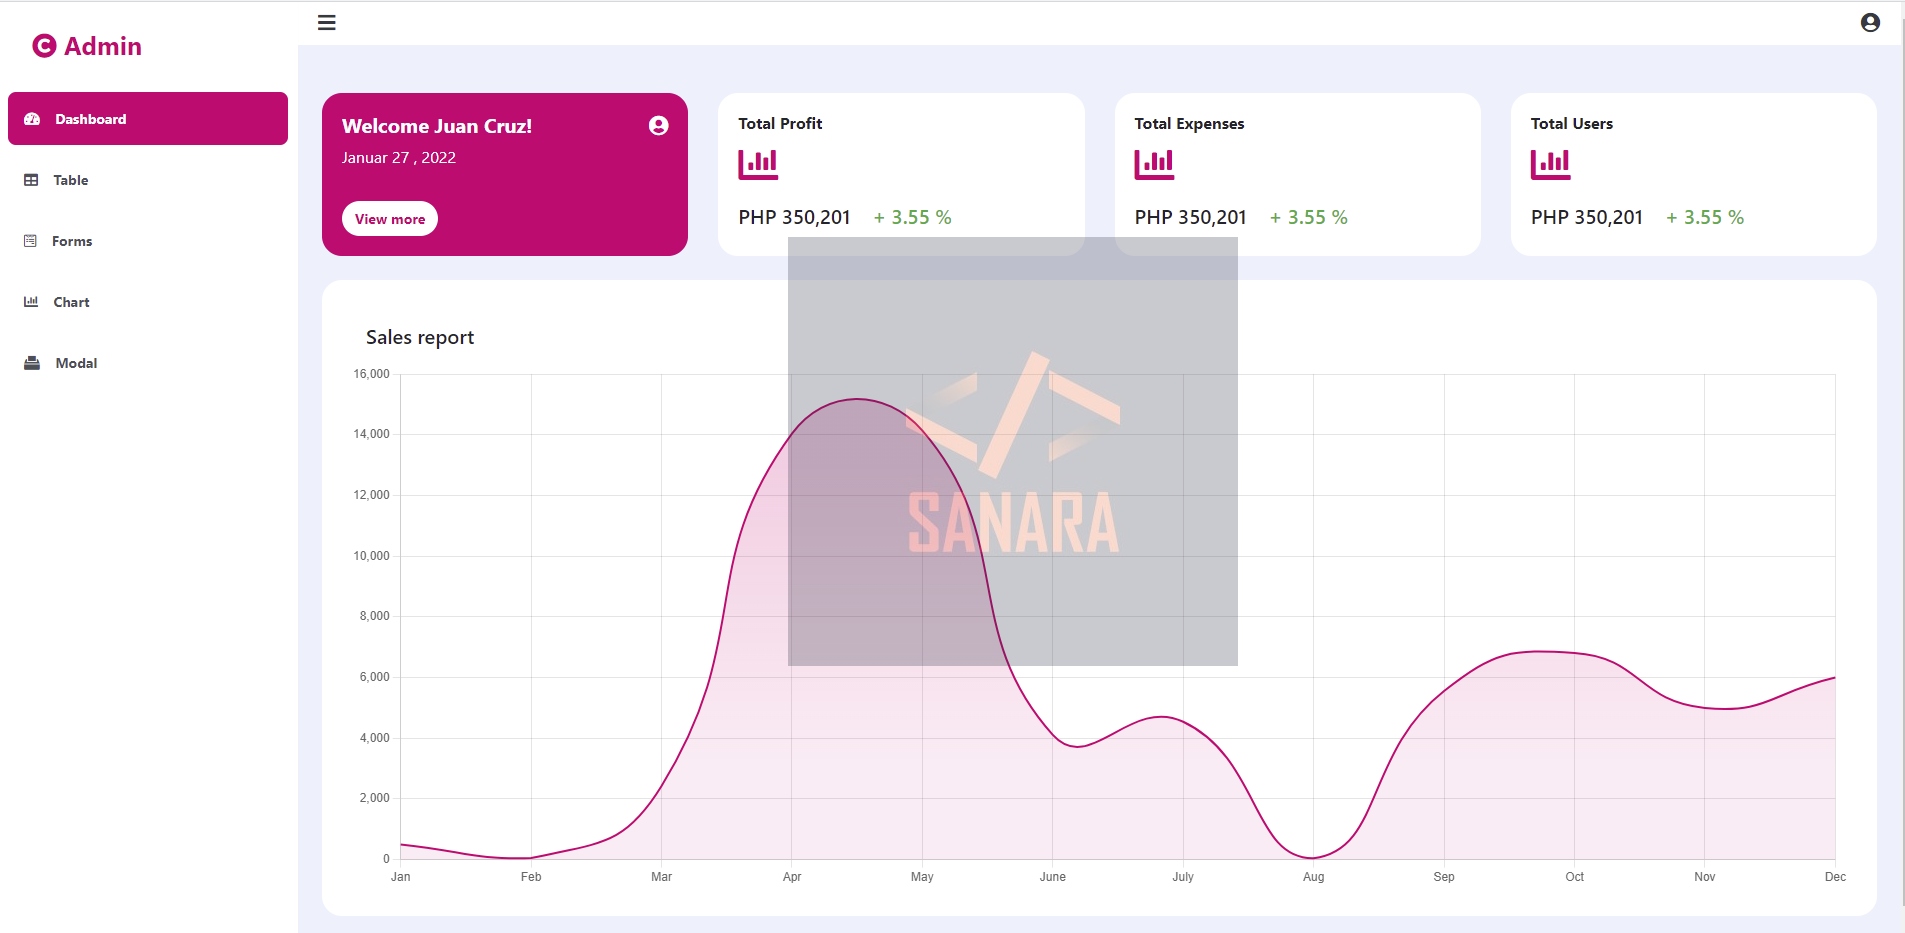 Admin
Dashboard
Table
Forms
Chart
Modal
Welcome Juan Cruz!
Januar 27 , 2022
View more
Total Profit
PHP 350,201 + 3.55 %
Total Expenses
PHP 350,201 + 3.55 %
Total Users
PHP 350,201 + 3.55 %
Sales report
16,000
14,000
12,000
10,000
8,000
6,000
4,000
2,000
0
Jan Feb Mar Apr May June July Aug Sep Oct Nov Dec
</> 
SANARA